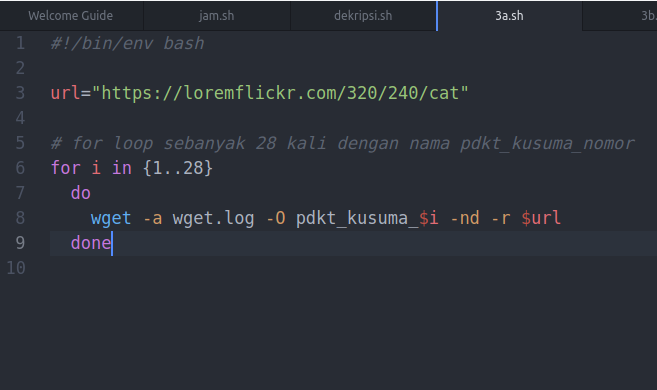 Welcome Guide jam.sh dekripsi.sh 3a.sh 3b.
1 #!/bin/env bash
2
3 url="https://loremflickr.com/320/240/cat"
4
5 # for loop sebanyak 28 kali dengan nama pdkt_kusuma_nomor
6 for i in {1..28}
7 do
8 wget -a wget.log -O pdkt_kusuma_$i -nd -r $url
9 done
10